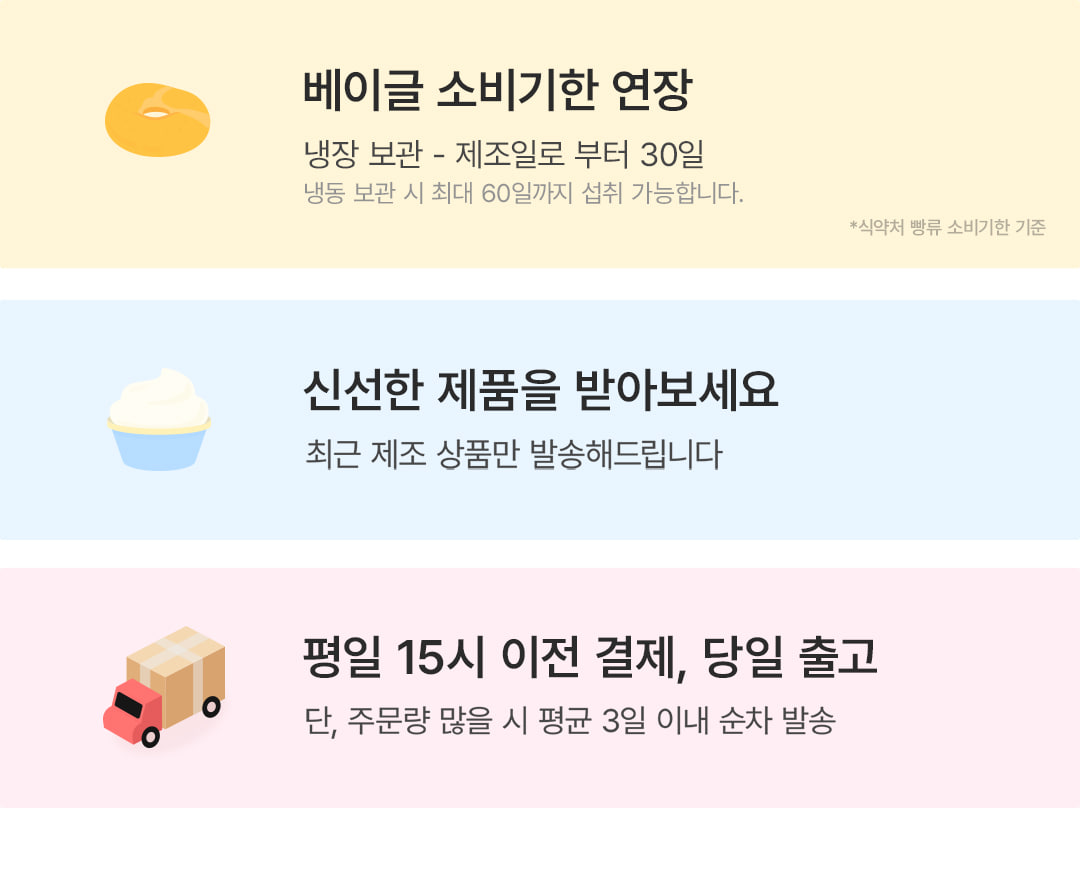 베이글 소비기한 연장
냉장 보관 - 제조일로 부터 30일
냉동 보관 시 최대 60일까지 섭취 가능합니다.
*식약처 빵류 소비기한 기준
신선한 제품을 받아보세요
최근 제조 상품만 발송해드립니다
평일 15시 이전 결제, 당일 출고
단, 주문량 많을 시 평균 3일 이내 순차 발송